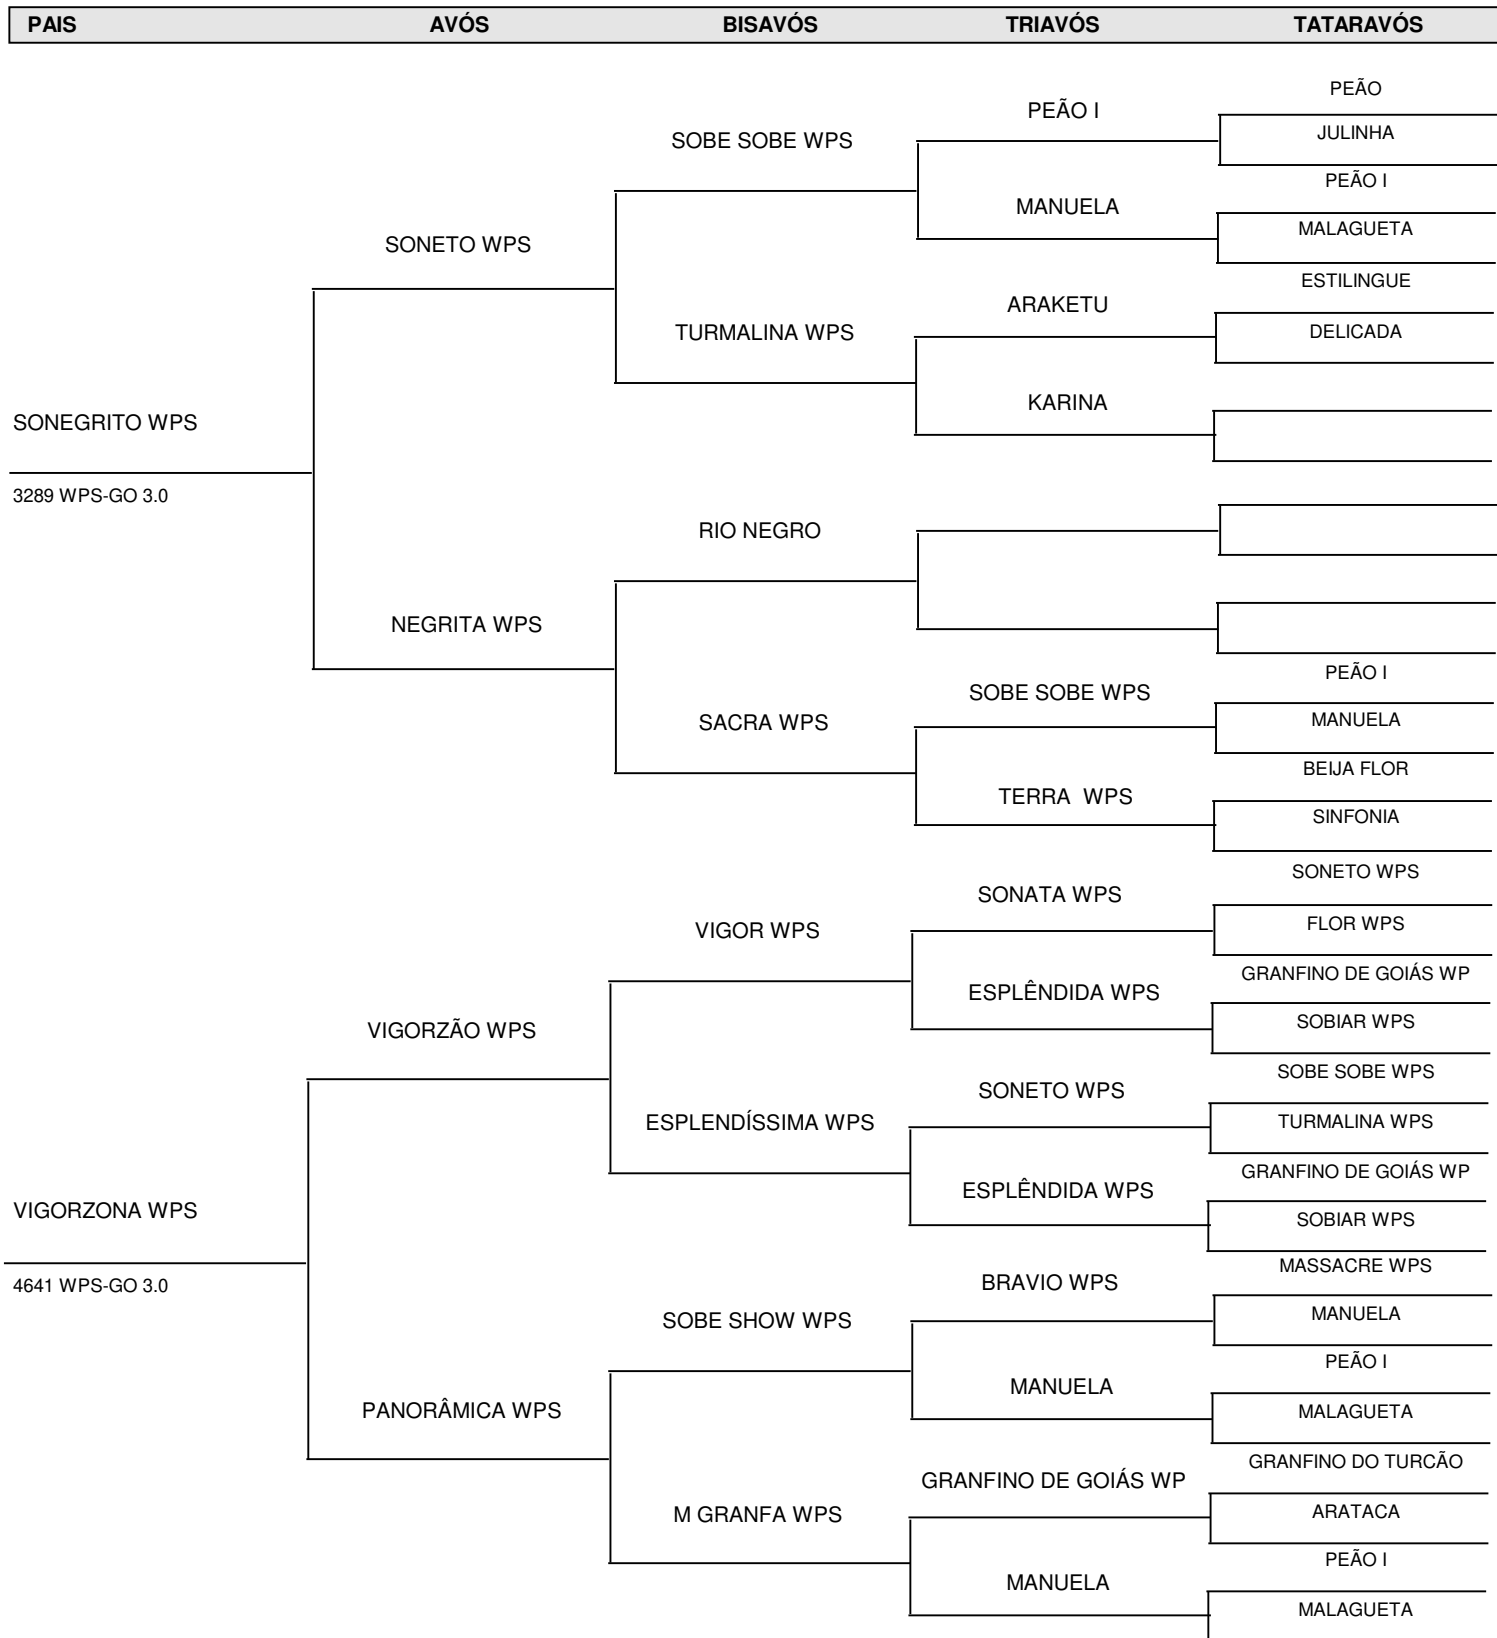 PAIS AVÓS BISAVÓS TRIAVÓS TATARAVÓS
PEÃO
PEÃO I
JULINHA
SOBE SOBE WPS
PEÃO I
MANUELA
MALAGUETA
SONETO WPS
ESTILINGUE
ARAKETU
TURMALINA WPS
DELICADA
KARINA
SONEGRITO WPS
3289 WPS-GO 3.0
RIO NEGRO
NEGRITA WPS
PEÃO I
SOBE SOBE WPS
SACRA WPS
MANUELA
BEIJA FLOR
TERRA WPS
SINFONIA
SONETO WPS
SONATA WPS
VIGOR WPS
FLOR WPS
GRANFINO DE GOIÁS WP
ESPLÊNDIDA WPS
SOBIAR WPS
VIGORZÃO WPS
SOBE SOBE WPS
SONETO WPS
ESPLENDÍSSIMA WPS
TURMALINA WPS
GRANFINO DE GOIÁS WP
ESPLÊNDIDA WPS
VIGORZONA WPS
SOBIAR WPS
4641 WPS-GO 3.0
MASSACRE WPS
BRAVIO WPS
SOBE SHOW WPS
MANUELA
PEÃO I
MANUELA
PANORÂMICA WPS
MALAGUETA
GRANFINO DO TURCÃO
GRANFINO DE GOIÁS WP
M GRANFA WPS
ARATACA
PEÃO I
MANUELA
MALAGUETA